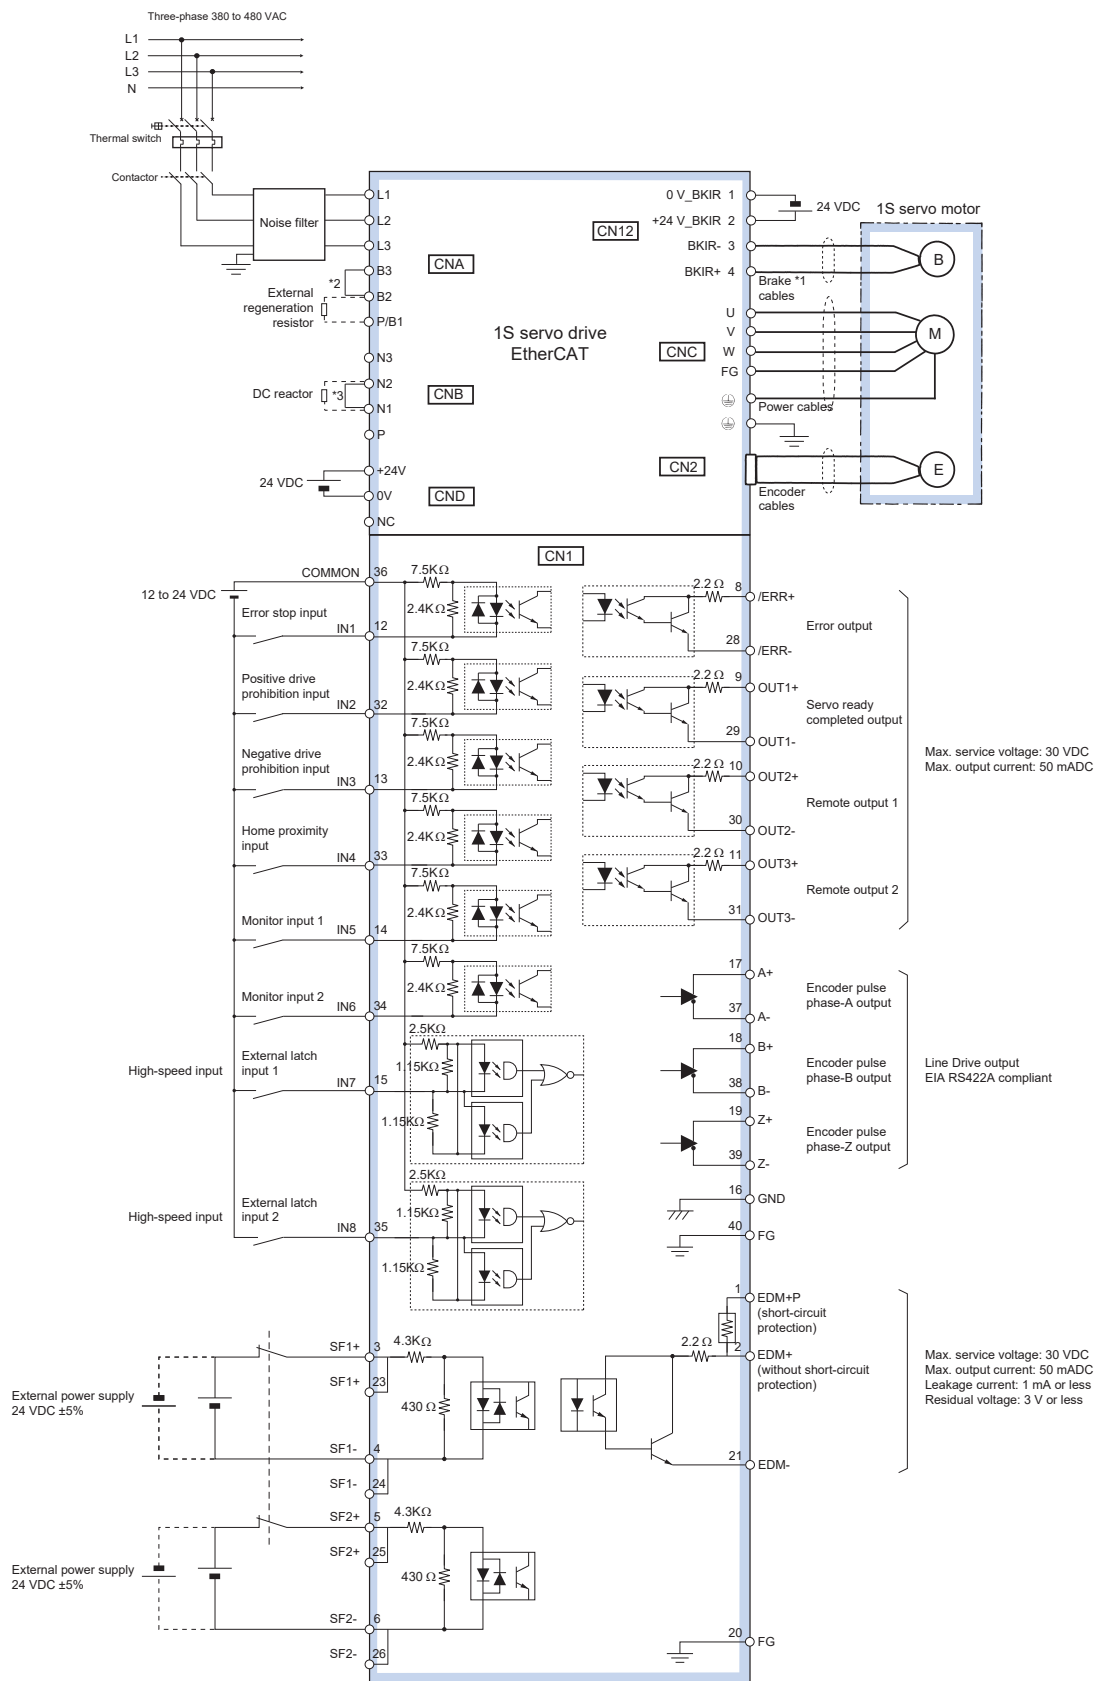 Three-phase 380 to 480 VAC
L1
L2
L3
N
Thermal switch
Contactor
Noise filter
L1
L2
L3
B3
*2
B2
External
regeneration
resistor
P/B1
N3
N2
DC reactor
*3
N1
P
+24V
24 VDC
0V
NC
CNA
CNB
CND
1S servo drive
EtherCAT
CN12
CNC
CN2
0 V_BKIR 1
+24 V_BKIR 2
BKIR- 3
BKIR+ 4
24 VDC
1S servo motor
Brake *1
cables
B
U
V
W
FG
M
Power cables
E
Encoder
cables
CN1
COMMON
36
12 to 24 VDC
7.5KΩ
2.4KΩ
Error stop input
IN1
12
7.5KΩ
2.4KΩ
Positive drive
prohibition input
IN2
32
7.5KΩ
2.4KΩ
Negative drive
prohibition input
IN3
13
7.5KΩ
2.4KΩ
Home proximity
input
IN4
33
7.5KΩ
2.4KΩ
Monitor input 1
IN5
14
7.5KΩ
2.4KΩ
Monitor input 2
IN6
34
2.5KΩ
1.15KΩ
High-speed input
External latch
input 1
IN7
15
1.15KΩ
2.5KΩ
1.15KΩ
High-speed input
External latch
input 2
IN8
35
1.15KΩ
2.2 Ω
8
/ERR+
Error output
28
/ERR-
2.2 Ω
9
OUT1+
Servo ready
completed output
29
OUT1-
2.2 Ω
10
OUT2+
Remote output 1
30
OUT2-
2.2 Ω
11
OUT3+
Remote output 2
31
OUT3-
Max. service voltage: 30 VDC
Max. output current: 50 mADC
17
A+
Encoder pulse
phase-A output
37
A-
18
B+
Encoder pulse
phase-B output
38
B-
19
Z+
Encoder pulse
phase-Z output
39
Z-
Line Drive output
EIA RS422A compliant
16
GND
40
FG
1
EDM+P
(short-circuit
protection)
2.2 Ω
2
EDM+
(without short-circuit
protection)
21
EDM-
Max. service voltage: 30 VDC
Max. output current: 50 mADC
Leakage current: 1 mA or less
Residual voltage: 3 V or less
SF1+
3
4.3KΩ
SF1+
23
430 Ω
External power supply
24 VDC ±5%
SF1-
4
SF1-
24
SF2+
5
4.3KΩ
SF2+
25
430 Ω
External power supply
24 VDC ±5%
SF2-
6
SF2-
26
20
FG